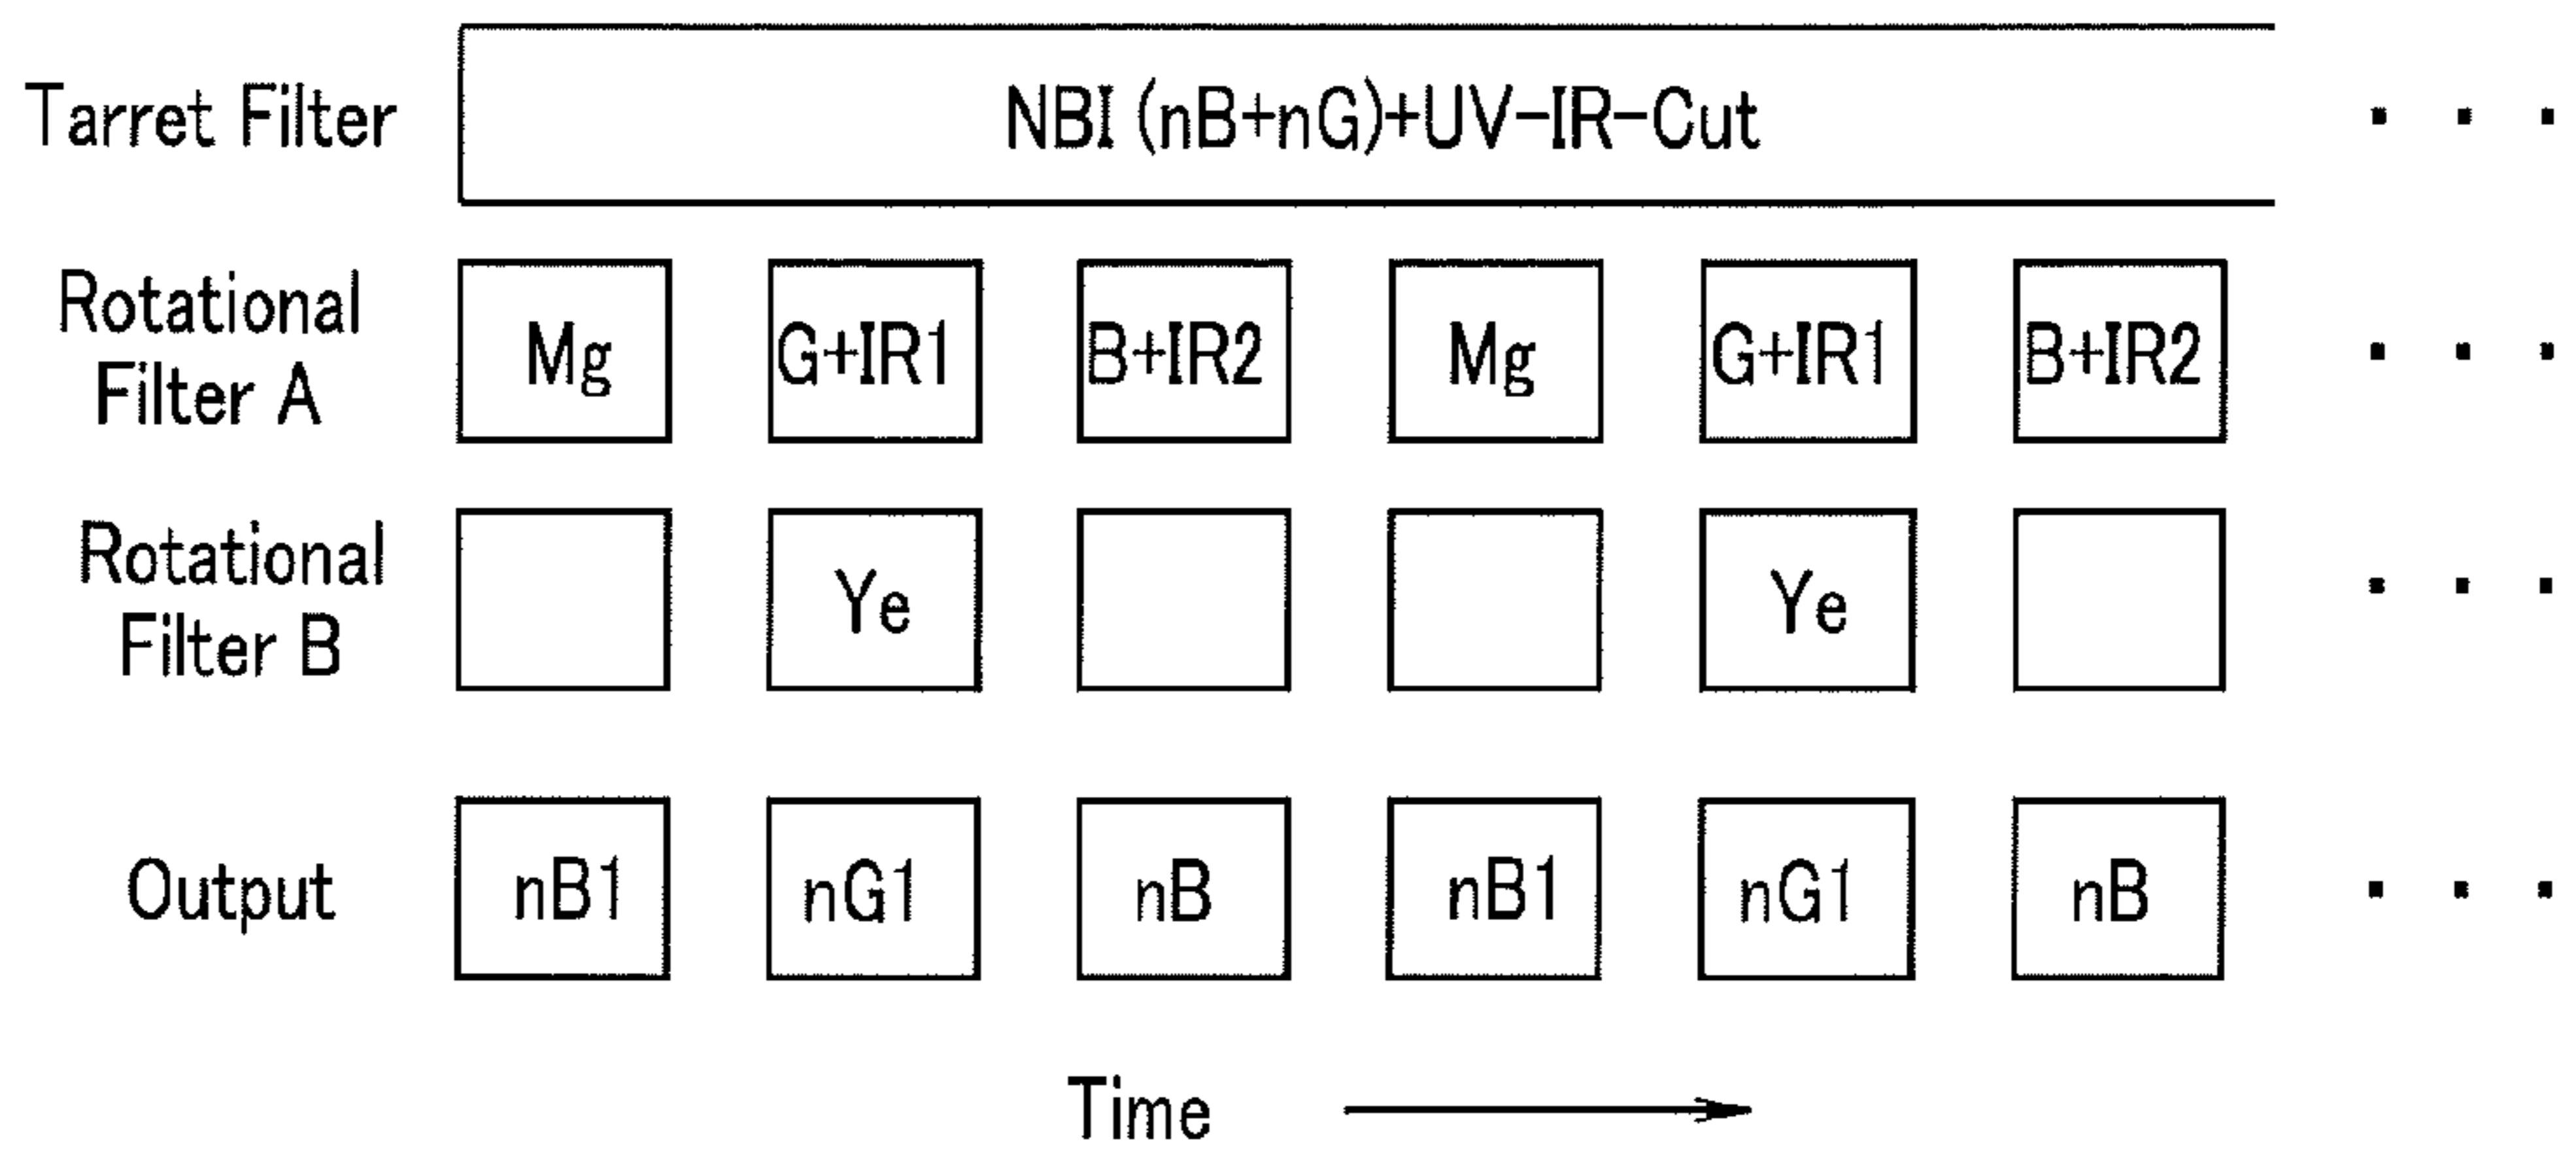 Tarret Filter
NBI (nB+nG)+UV-IR-Cut
Rotational
Filter A
Mg G+IR1 B+IR2 Mg G+IR1 B+IR2
Rotational
Filter B
Ye Ye
Output
nB1 nG1 nB nB1 nG1 nB
Time